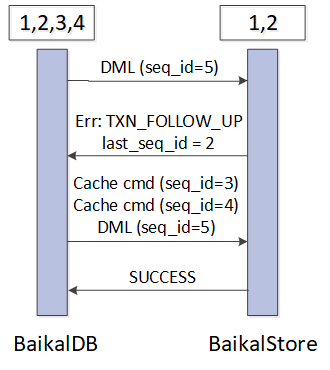 1,2,3,4
1,2
DML (seq_id=5)
Err: TXN_FOLLOW_UP
last_seq_id = 2
Cache cmd (seq_id=3)
Cache cmd (seq_id=4)
DML (seq_id=5)
SUCCESS
BaikalDB
BaikalStore